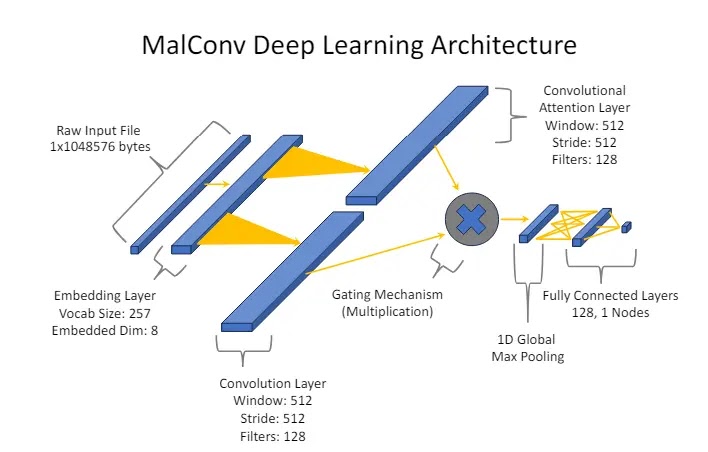 MalConv Deep Learning Architecture
Raw Input File
1x1048576 bytes
Convolutional
Attention Layer
Window: 512
Stride: 512
Filters: 128
Embedding Layer
Vocab Size: 257
Embedded Dim: 8
Gating Mechanism
(Multiplication)
Fully Connected Layers
128, 1 Nodes
1D Global
Max Pooling
Convolution Layer
Window: 512
Stride: 512
Filters: 128